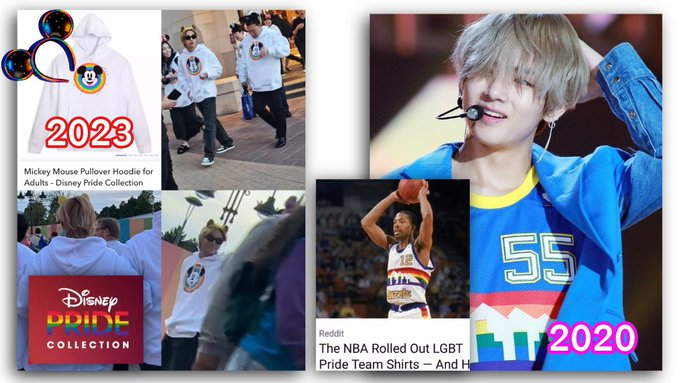 2023
Mickey Mouse Pullover Hoodie for
Adults - Disney Pride Collection
Disney
PRIDE
COLLECTION
12
Nuggets
Reddit
The NBA Rolled Out LGBT
Pride Team Shirts — And H
55
2020